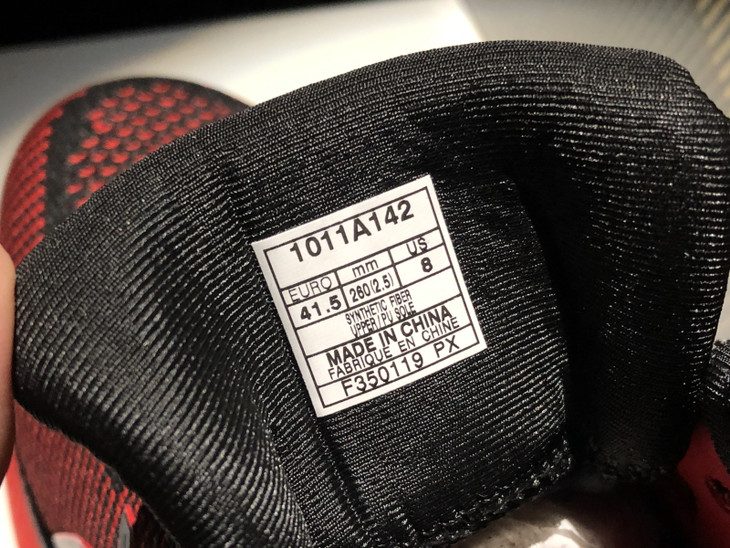 1011A142
EURO mm US
41.5 260(2.5) 8
SYNTHETIC FIBER
UPPER/PU SOLE
MADE IN CHINA
FABRIQUE EN CHINE
F350119 PX